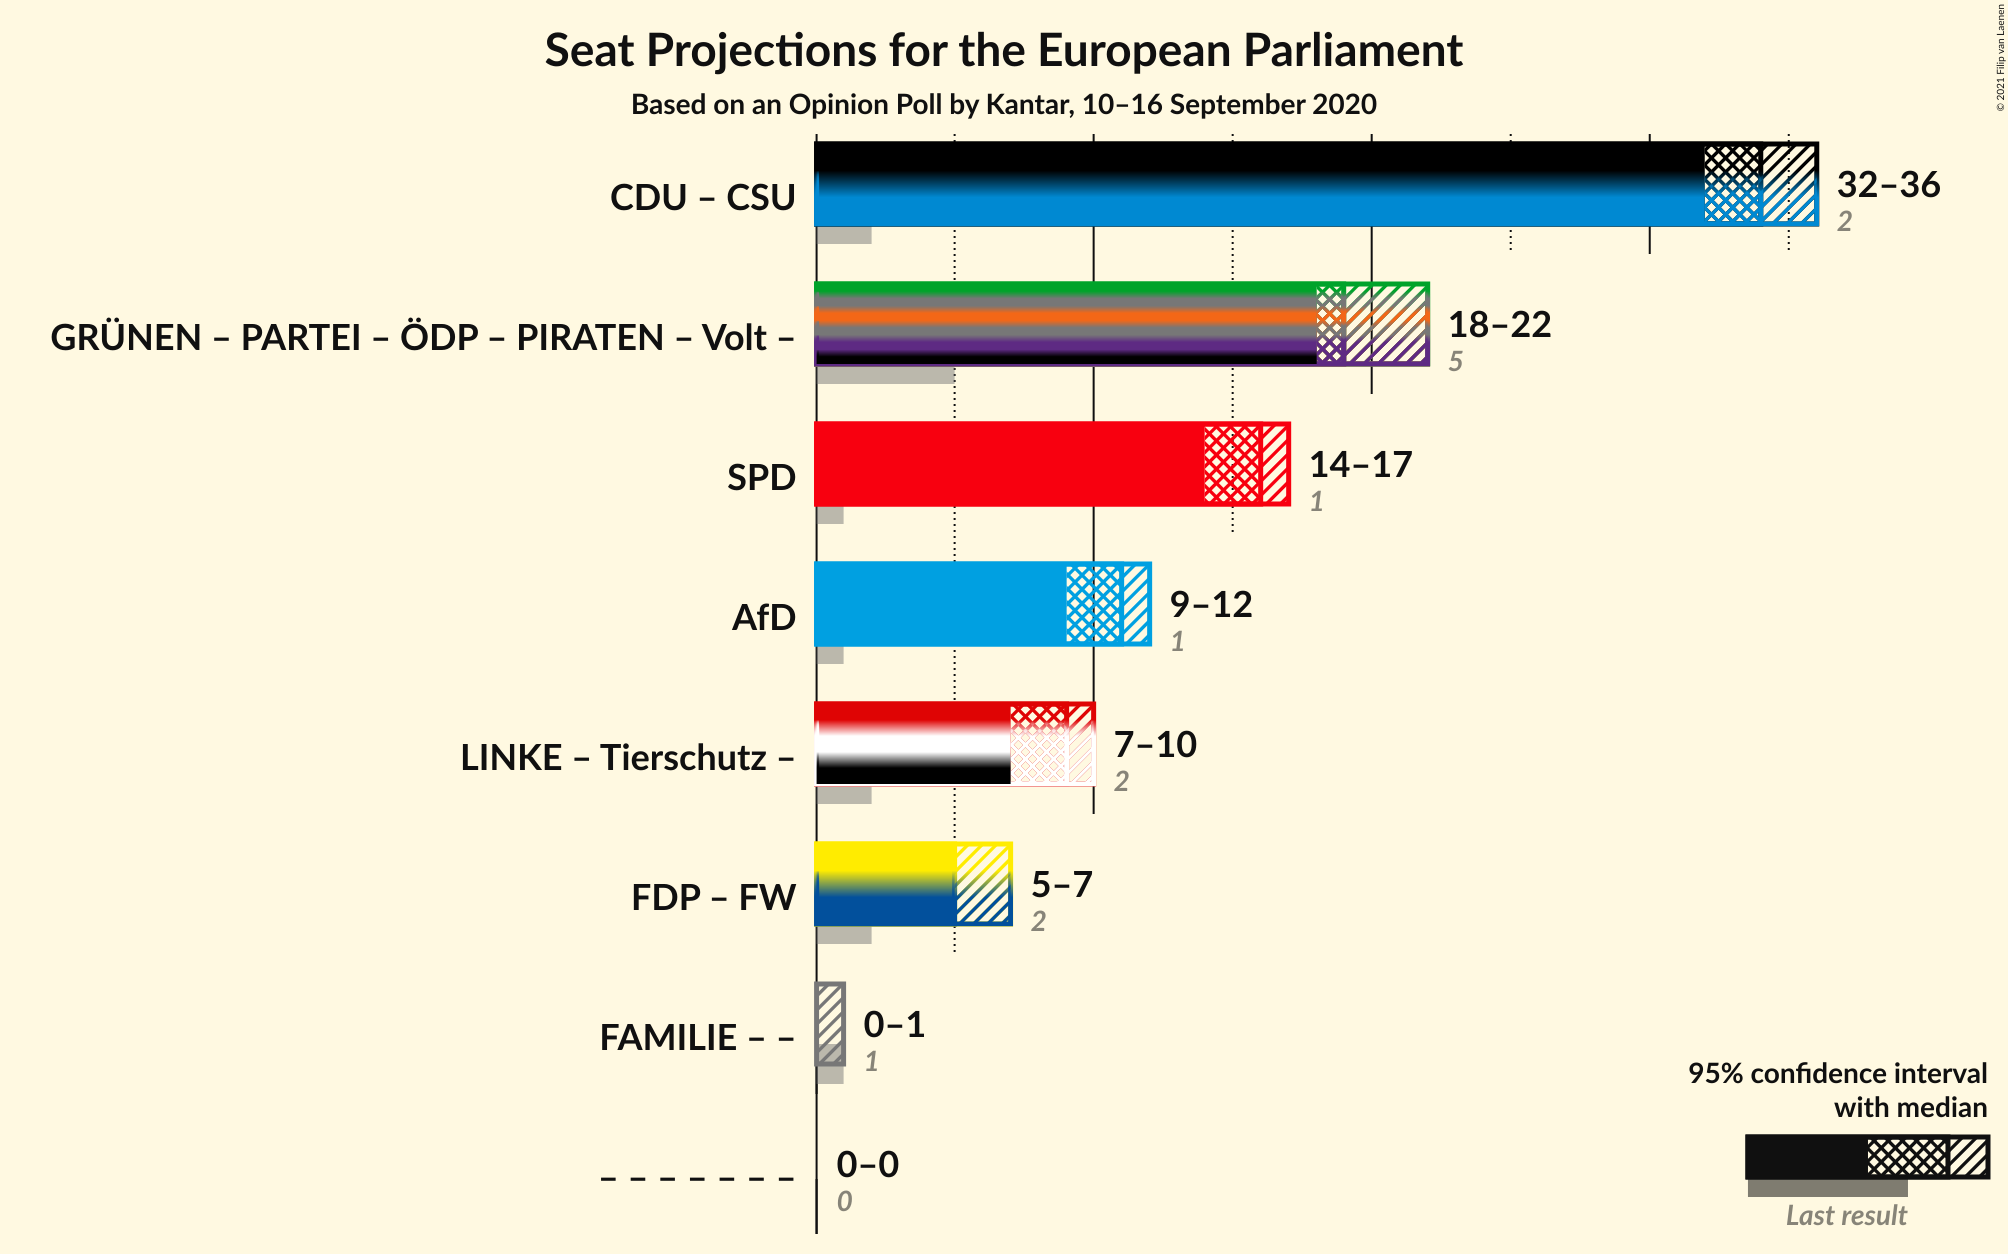 Seat Projections for the European Parliament
Based on an Opinion Poll by Kantar, 10–16 September 2020
© 2021 Filip van Laenen
CDU – CSU
32–36
2
GRÜNEN – PARTEI – ÖDP – PIRATEN – Volt –
18–22
5
SPD
14–17
1
AfD
9–12
1
LINKE – Tierschutz –
7–10
2
FDP – FW
5–7
2
FAMILIE – –
0–1
1
– – – – – – –
0–0
0
95% confidence interval
with median
Last result